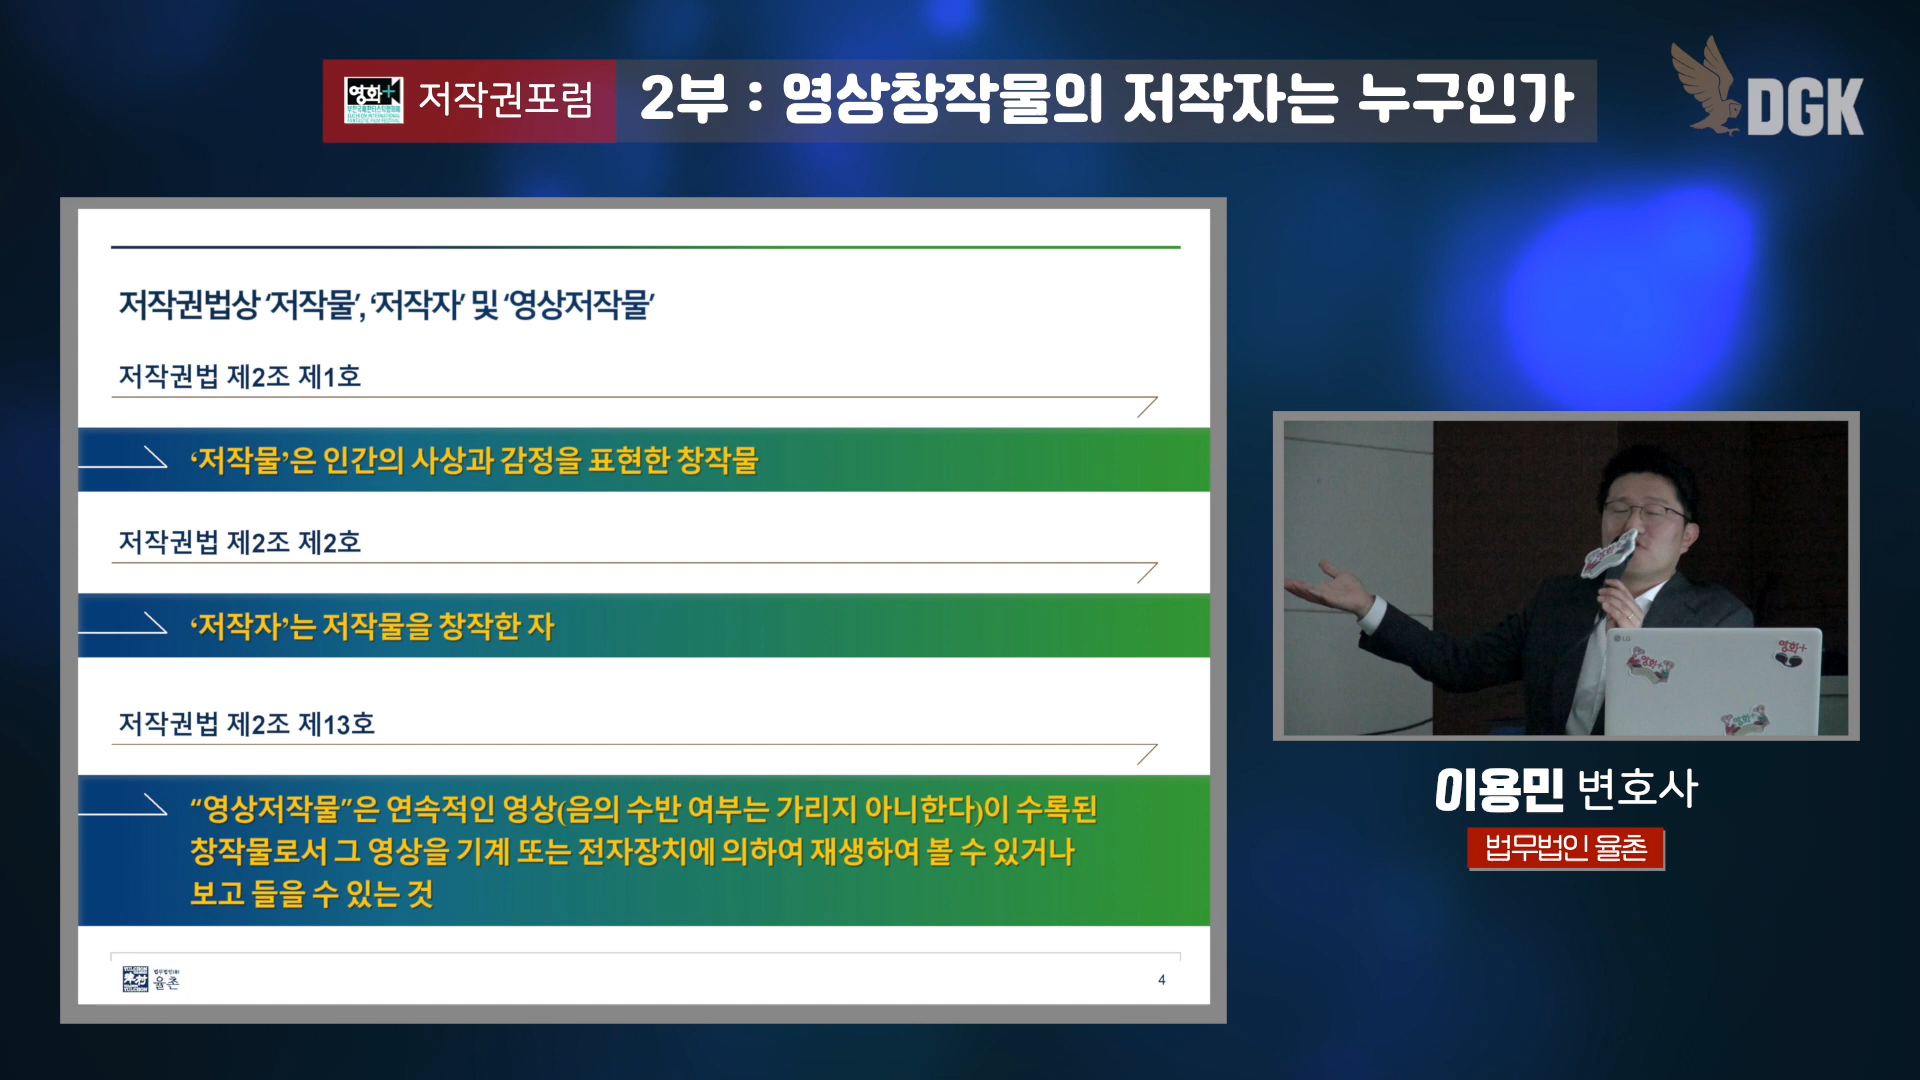 영화+
저작권포럼
2부 : 영상창작물의 저작자는 누구인가
DGK
저작권법상 '저작물', '저작자' 및 '영상저작물'
저작권법 제2조 제1호
‘저작물’은 인간의 사상과 감정을 표현한 창작물
저작권법 제2조 제2호
‘저작자’는 저작물을 창작한 자
저작권법 제2조 제13호
“영상저작물”은 연속적인 영상(음의 수반 여부는 가리지 아니한다)이 수록된
창작물로서 그 영상을 기계 또는 전자장치에 의하여 재생하여 볼 수 있거나
보고 들을 수 있는 것
율촌
4
영화+
LG
영화+
영화+
영화+
이용민 변호사
법무법인 율촌